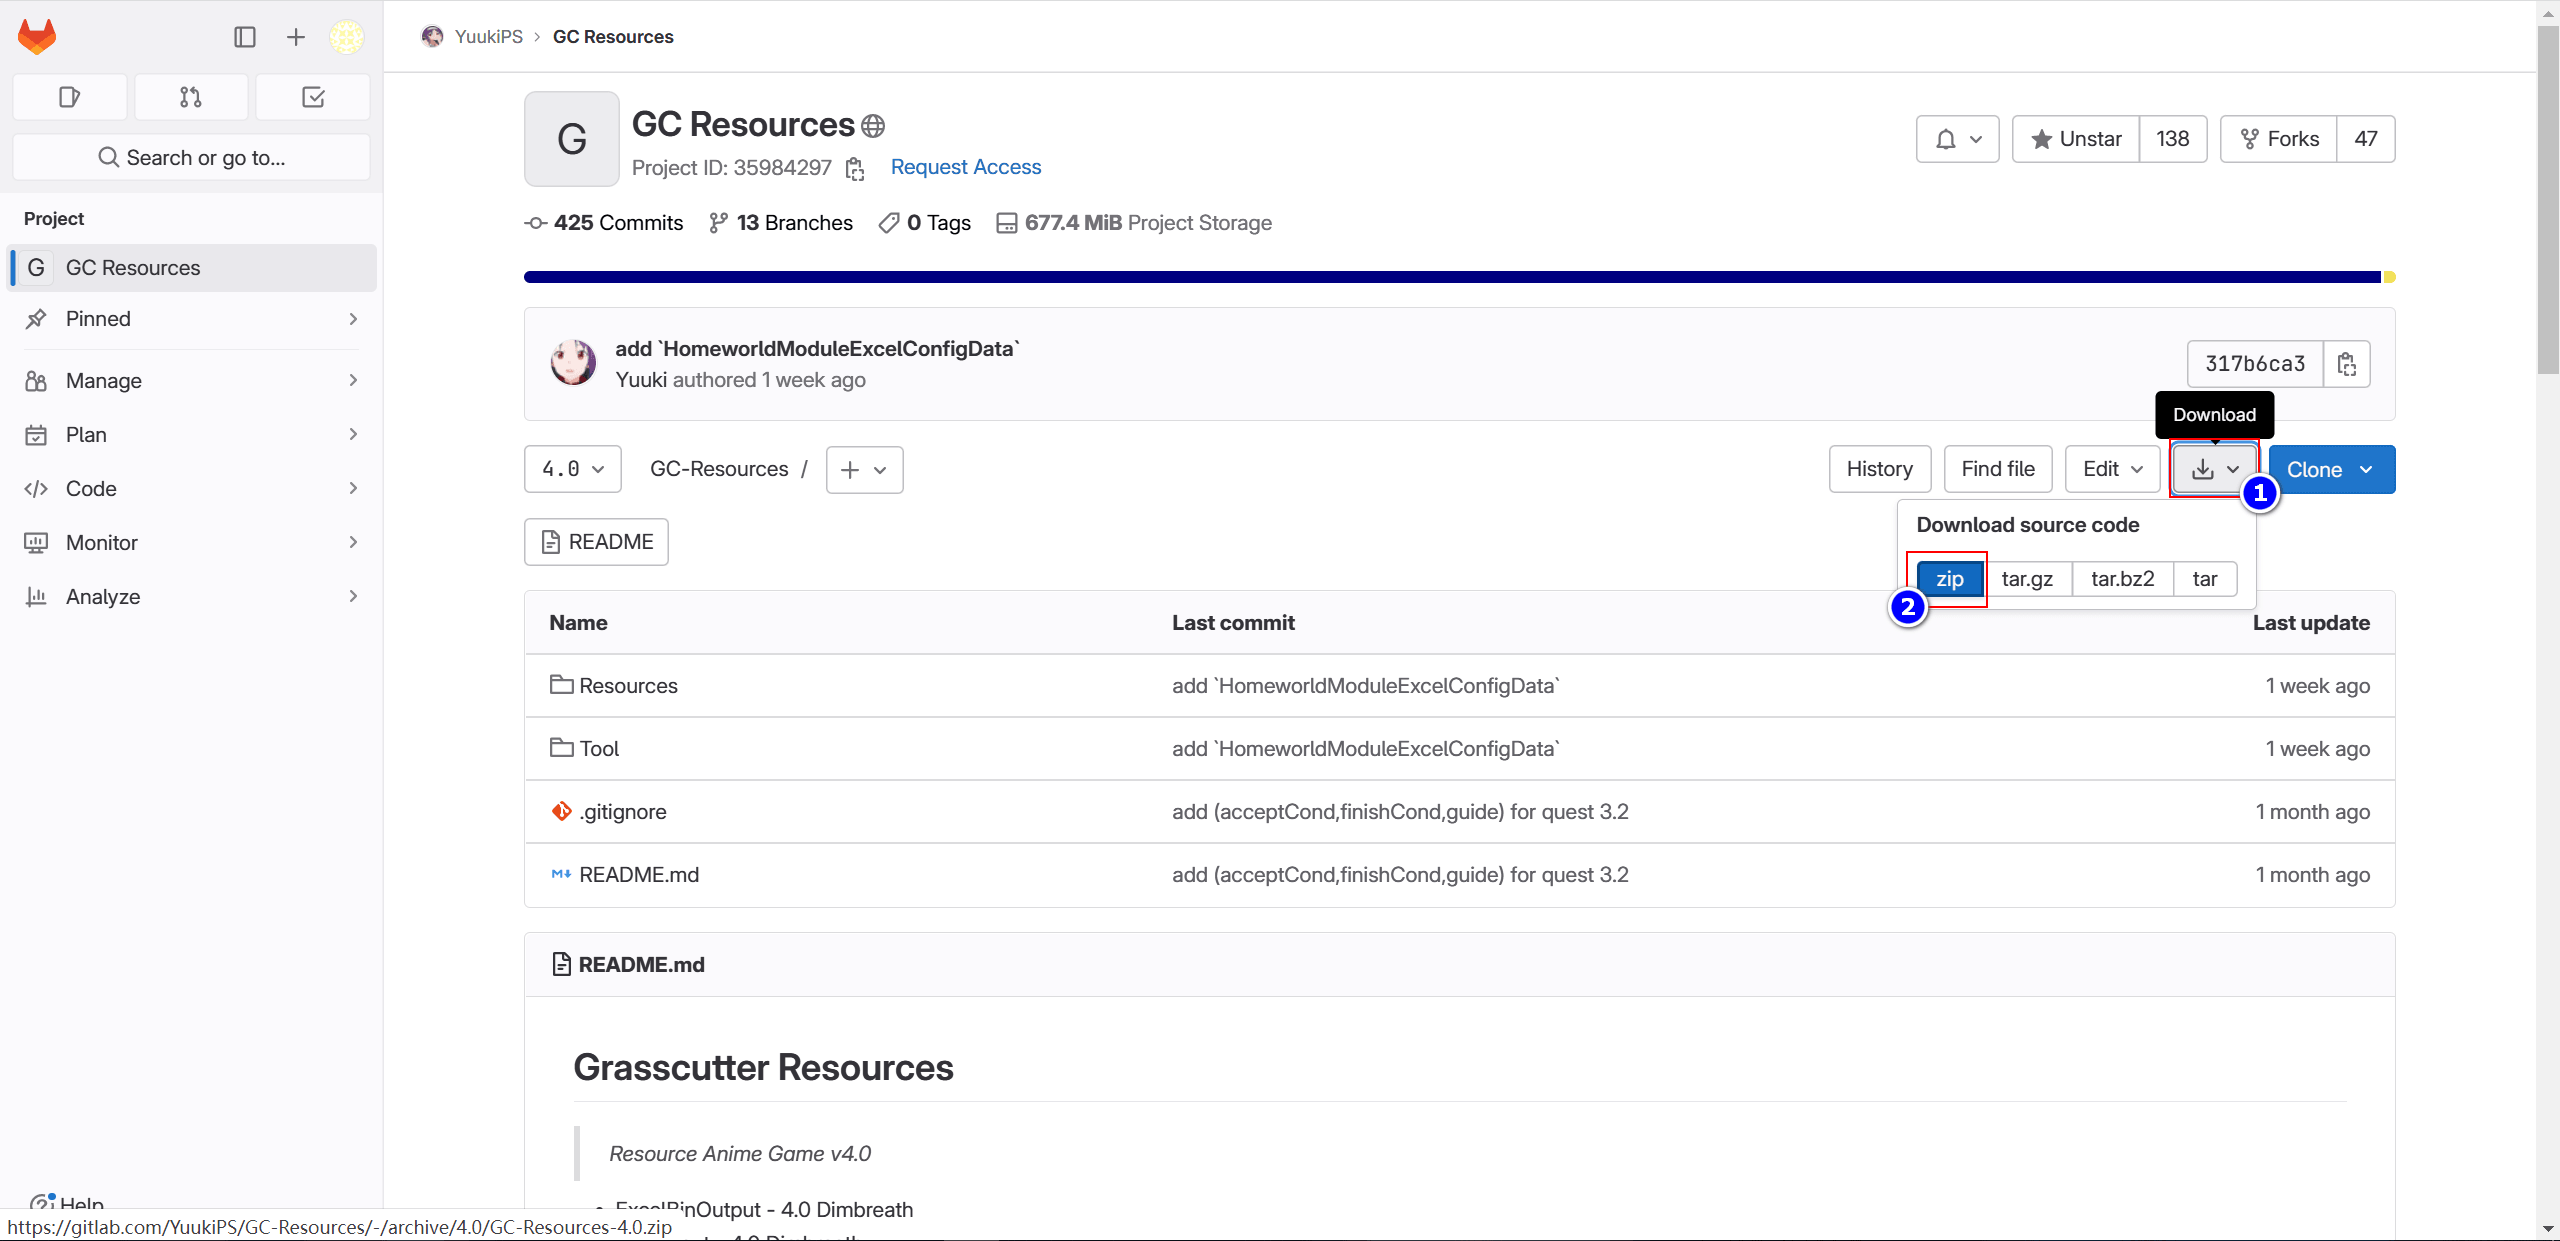 YuukiPS › GC Resources
Search or go to...
Project
G GC Resources
Pinned
Manage
Plan
Code
Monitor
Analyze
Help
G
GC Resources
Project ID: 35984297
Request Access
Unstar 138
Forks 47
425 Commits 13 Branches 0 Tags 677.4 MiB Project Storage
add `HomeworldModuleExcelConfigData`
Yuuki authored 1 week ago
317b6ca3
Download
4.0
GC-Resources /
History
Find file
Edit
Clone
1
Download source code
zip tar.gz tar.bz2 tar
2
README
Name Last commit Last update
Resources add `HomeworldModuleExcelConfigData` 1 week ago
Tool add `HomeworldModuleExcelConfigData` 1 week ago
.gitignore add (acceptCond,finishCond,guide) for quest 3.2 1 month ago
README.md add (acceptCond,finishCond,guide) for quest 3.2 1 month ago
README.md
Grasscutter Resources
Resource Anime Game v4.0
ExcelBinOutput - 4.0 Dimbreath
https://gitlab.com/YuukiPS/GC-Resources/-/archive/4.0/GC-Resources-4.0.zip